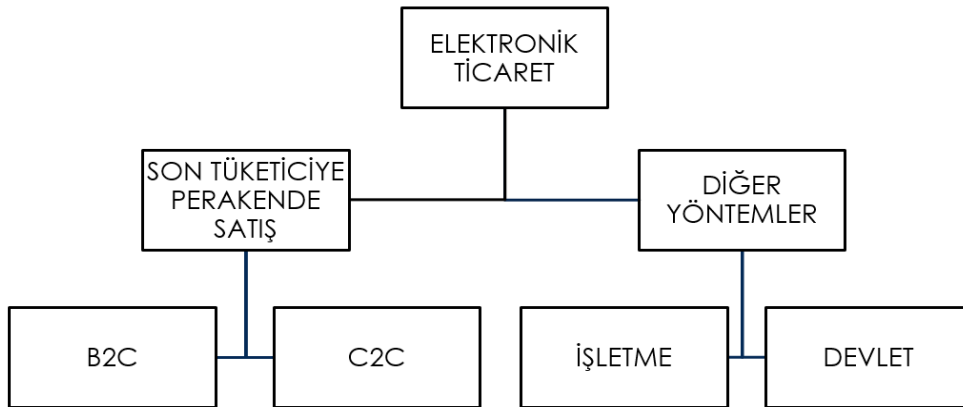 ELEKTRONİK
TİCARET
SON TÜKETİCİYE
PERAKENDE
SATIŞ
DİĞER
YÖNTEMLER
B2C
C2C
İŞLETME
DEVLET